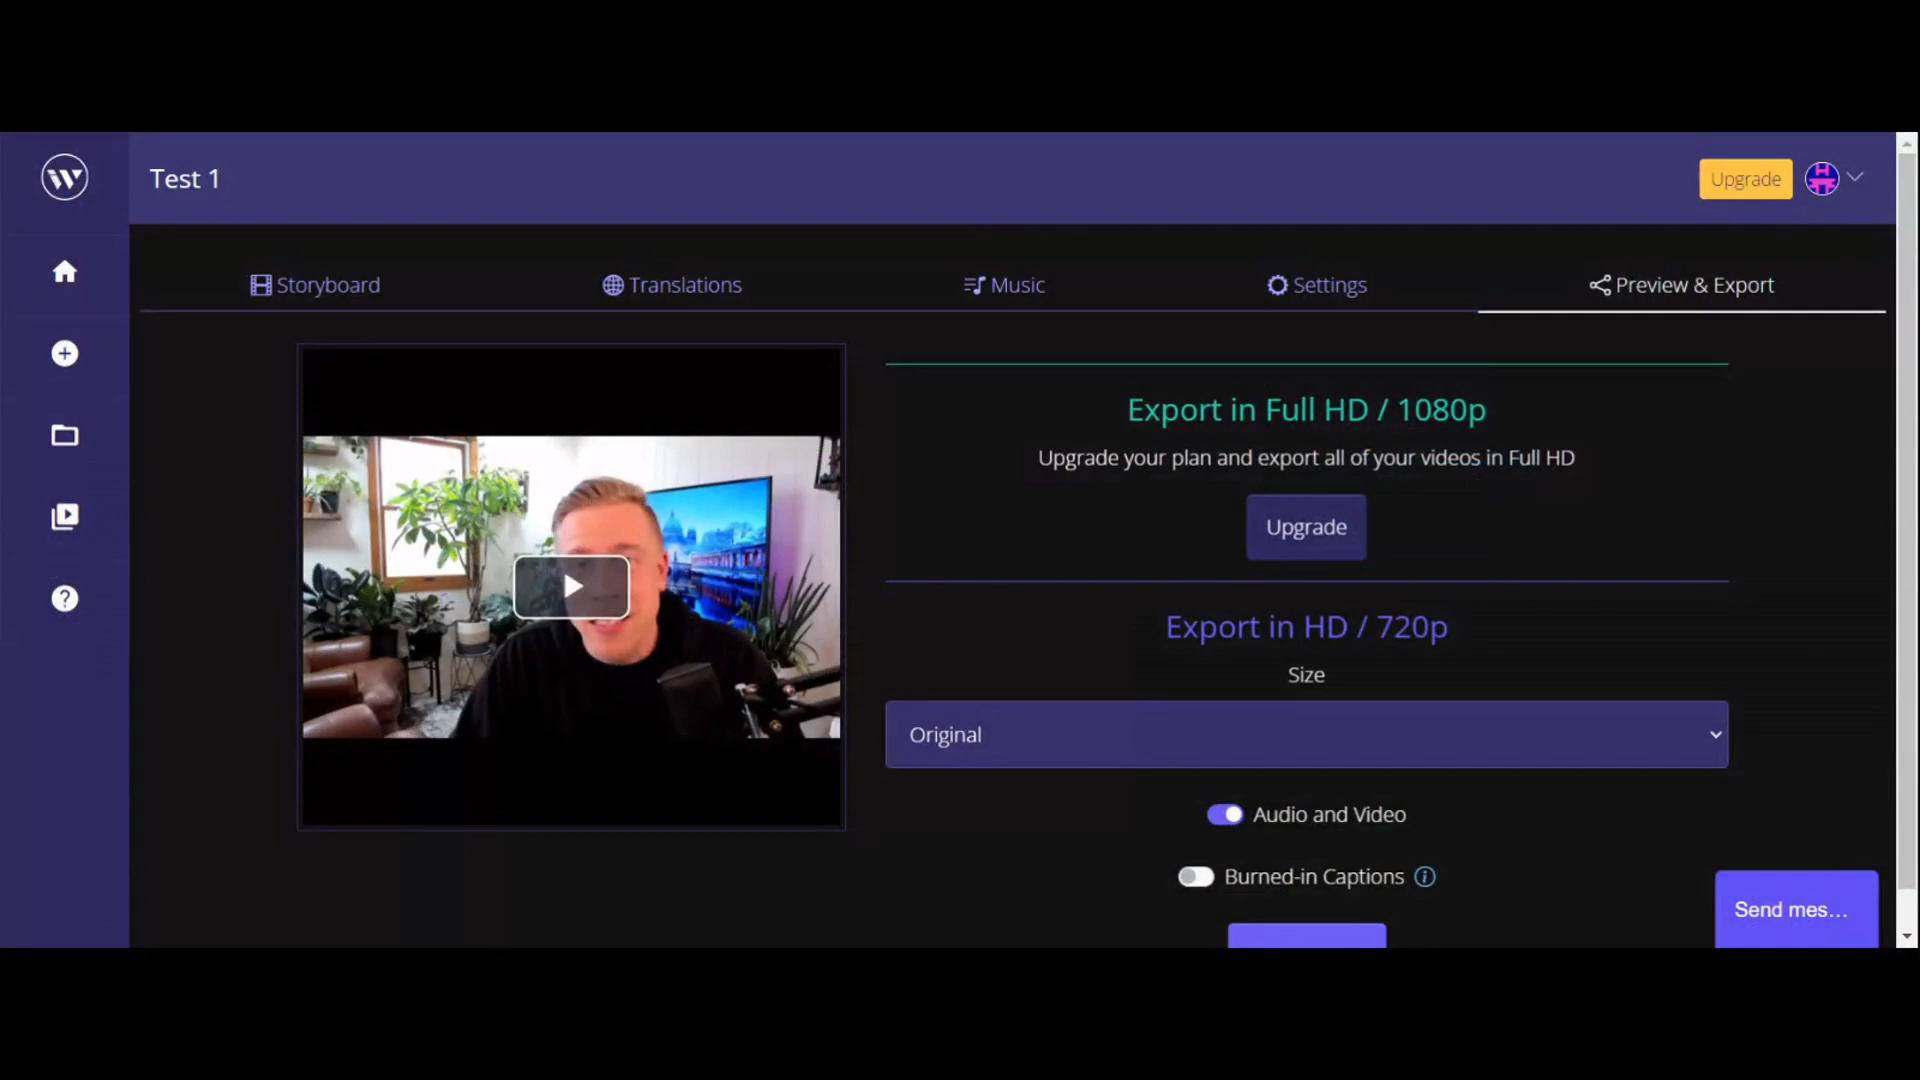 Test 1
Upgrade
Storyboard
Translations
Music
Settings
Preview & Export
Export in Full HD / 1080p
Upgrade your plan and export all of your videos in Full HD
Upgrade
Export in HD / 720p
Size
Original
Audio and Video
Burned-in Captions
Send mes...